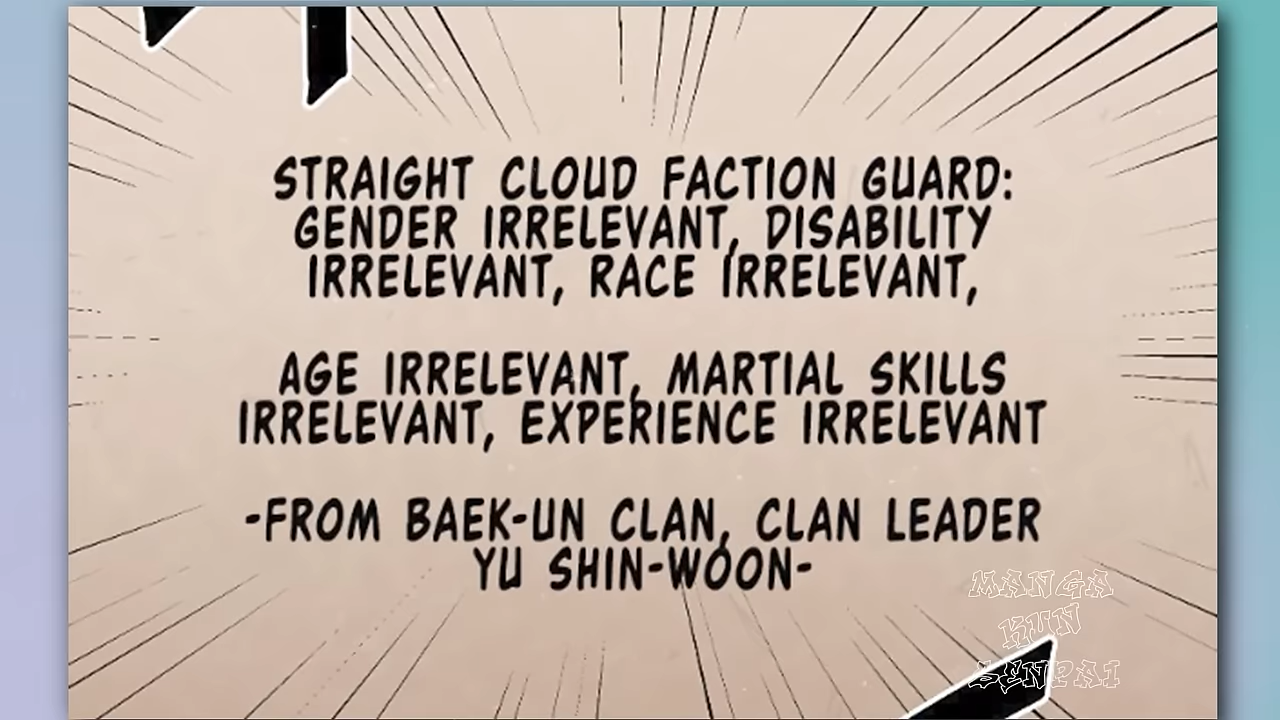 STRAIGHT CLOUD FACTION GUARD:
GENDER IRRELEVANT, DISABILITY
IRRELEVANT, RACE IRRELEVANT,
AGE IRRELEVANT, MARTIAL SKILLS
IRRELEVANT, EXPERIENCE IRRELEVANT
-FROM BAEK-UN CLAN, CLAN LEADER
YU SHIN-WOON-
MANGA
KUN
SENPAI